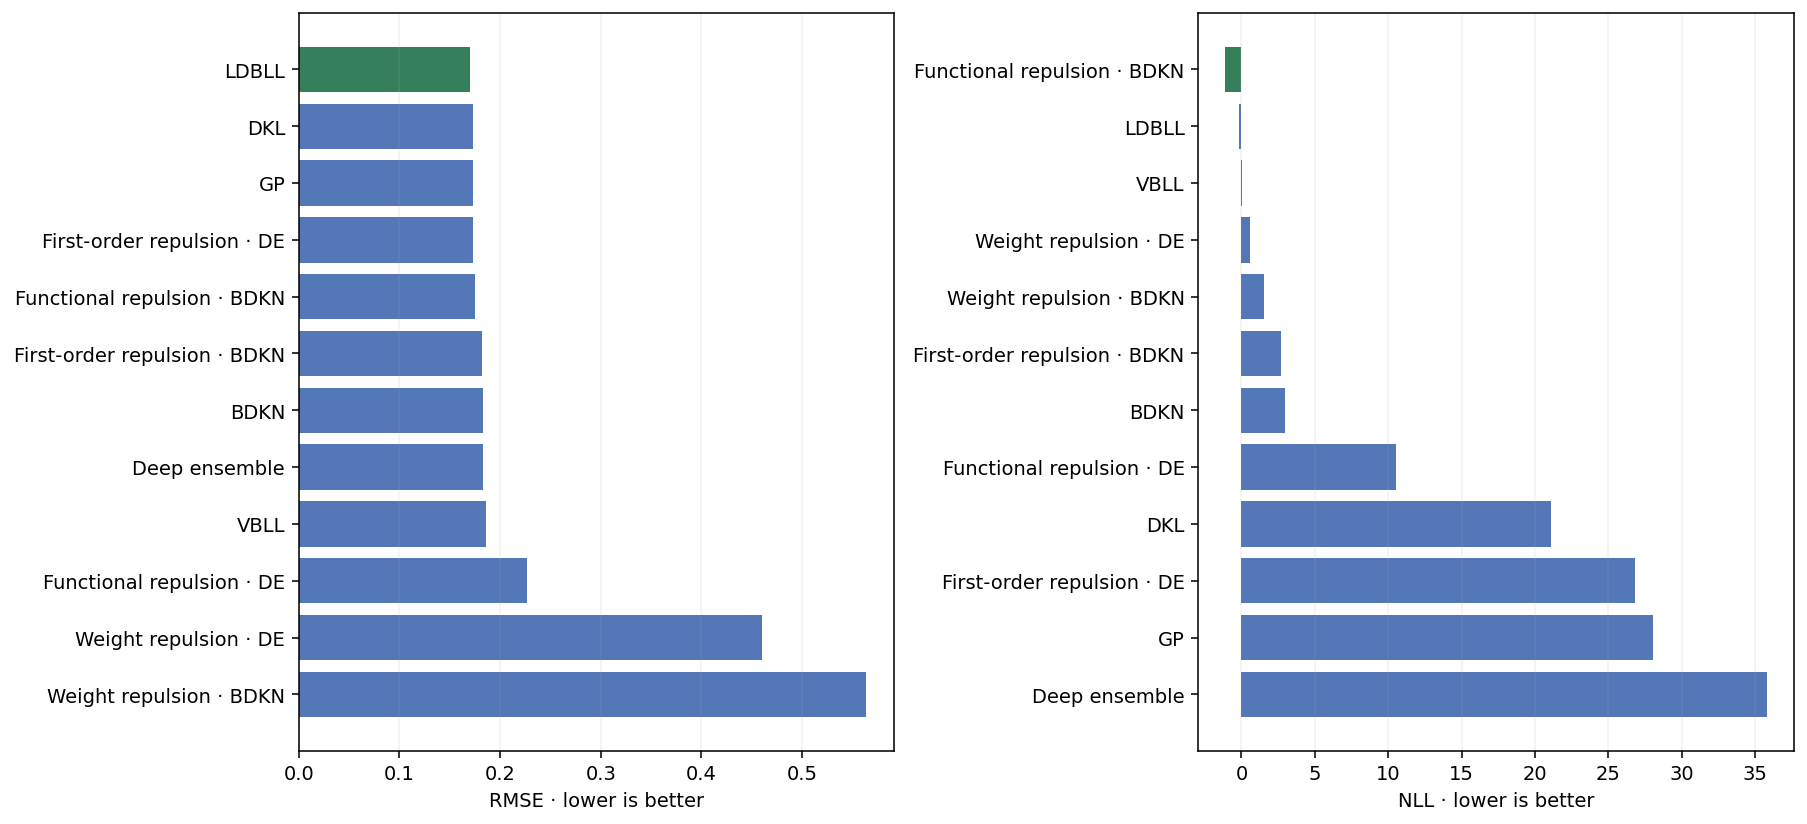 LDBLL
DKL
GP
First-order repulsion · DE
Functional repulsion · BDKN
First-order repulsion · BDKN
BDKN
Deep ensemble
VBLL
Functional repulsion · DE
Weight repulsion · DE
Weight repulsion · BDKN
0.0 0.1 0.2 0.3 0.4 0.5
RMSE · lower is better
Functional repulsion · BDKN
LDBLL
VBLL
Weight repulsion · DE
Weight repulsion · BDKN
First-order repulsion · BDKN
BDKN
Functional repulsion · DE
DKL
First-order repulsion · DE
GP
Deep ensemble
0 5 10 15 20 25 30 35
NLL · lower is better